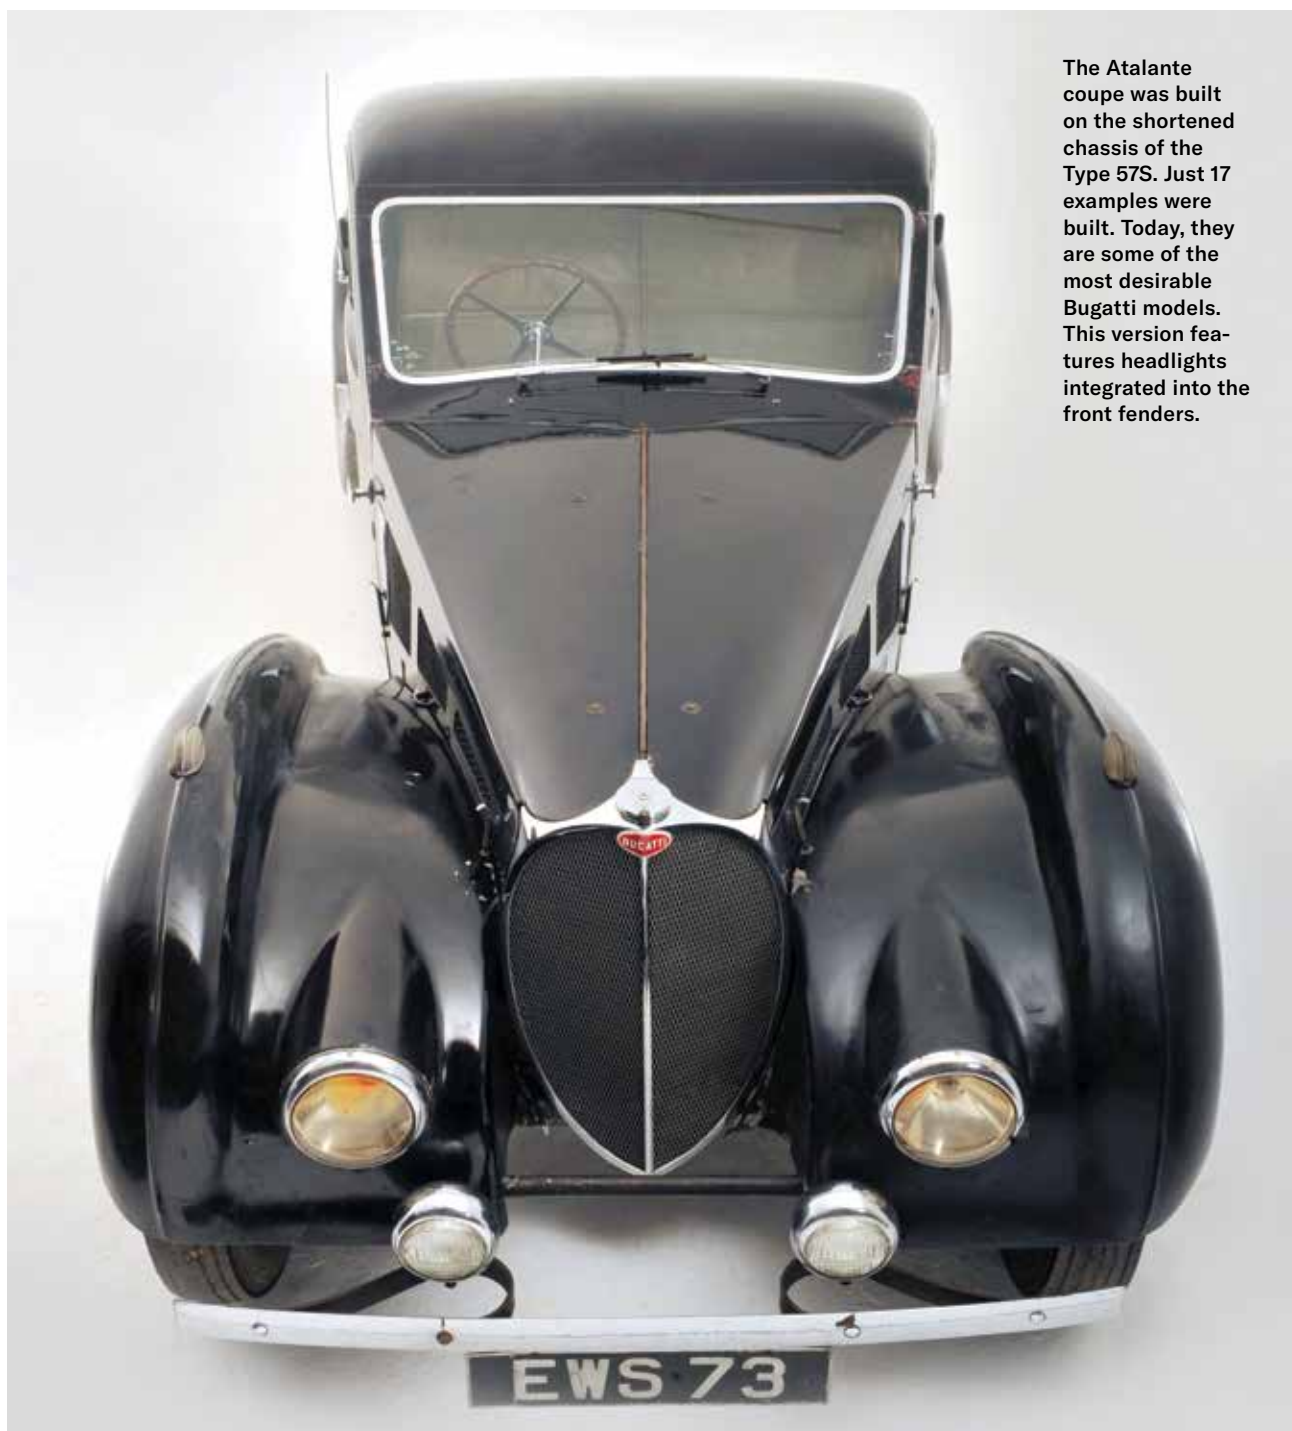 The Atalante
coupe was built
on the shortened
chassis of the
Type 57S. Just 17
examples were
built. Today, they
are some of the
most desirable
Bugatti models.
This version fea-
tures headlights
integrated into the
front fenders.
BUGATTI
EWS 73